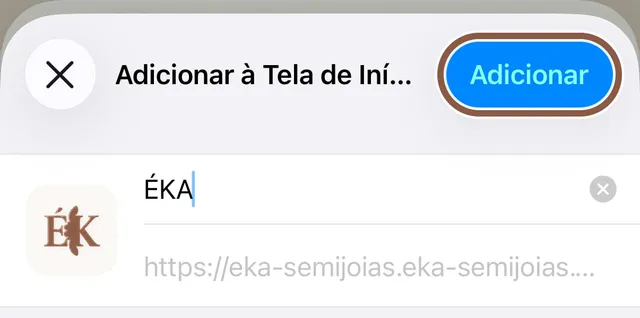 Adicionar à Tela de Iní...
Adicionar
ÉK
ÉKA
https://eka-semijoias.eka-semijoias....